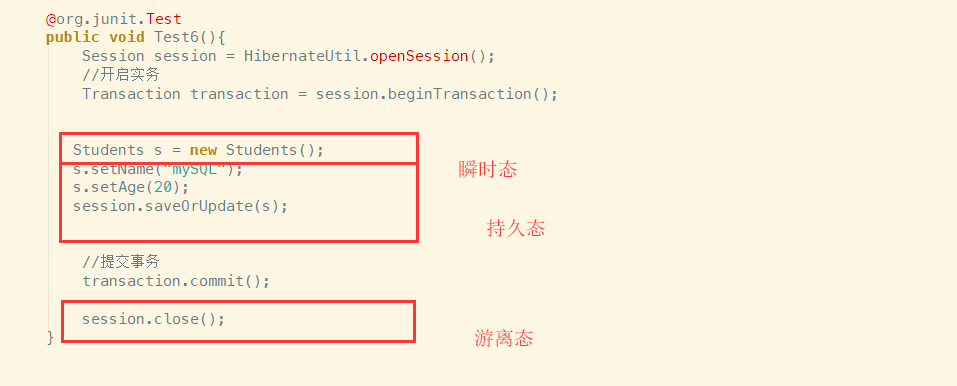 @org.junit.Test
public void Test6(){
Session session = HibernateUtil.openSession();
//开启实务
Transaction transaction = session.beginTransaction();
Students s = new Students();
s.setName("mySQL");
瞬时态
s.setAge(20);
session.saveOrUpdate(s);
持久态
//提交事务
transaction.commit();
session.close();
}
游离态